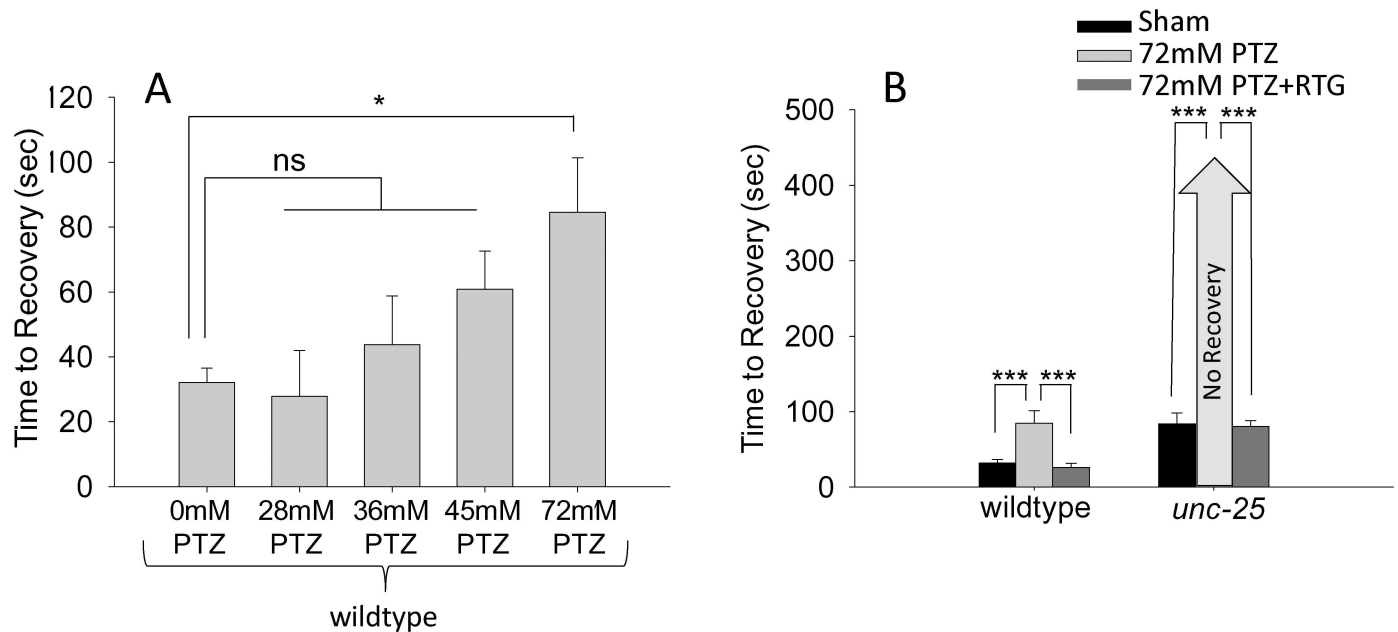 A
Time to Recovery (sec)
120
100
80
60
40
20
0
*
ns
0mM 28mM 36mM 45mM 72mM
PTZ PTZ PTZ PTZ PTZ
wildtype
B
Sham
72mM PTZ
72mM PTZ+RTG
Time to Recovery (sec)
500
400
300
200
100
0
*** ***
*** ***
No Recovery
wildtype unc-25